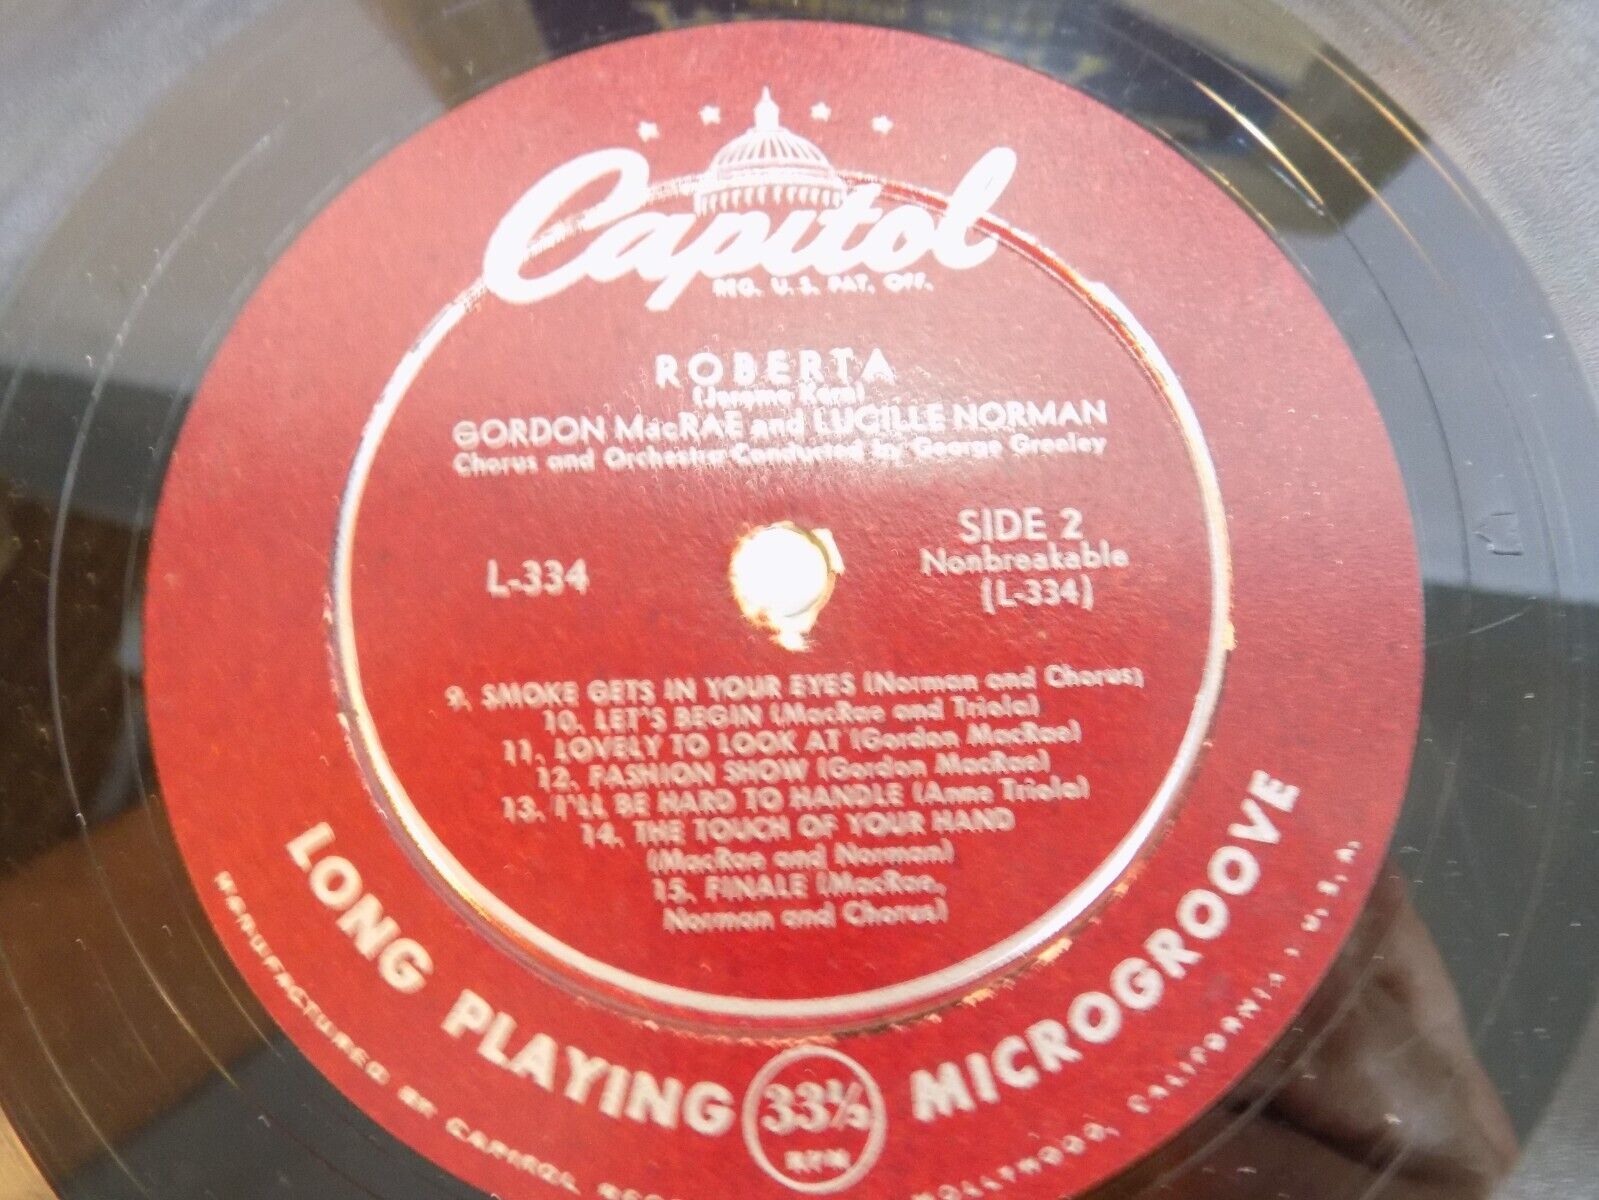 Capitol
REG. U.S. PAT. OFF.
ROBERTA
(Jerome Kern)
GORDON MacRAE and LUCILLE NORMAN
Chorus and Orchestra Conducted by George Greeley
SIDE 2
L-334
Nonbreakable
(L-334)
9. SMOKE GETS IN YOUR EYES (Norman and Chorus)
10. LET'S BEGIN (MacRae and Triola)
11. LOVELY TO LOOK AT (Gordon MacRae)
12. FASHION SHOW (Gordon MacRae)
13. I'LL BE HARD TO HANDLE (Anne Triola)
14. THE TOUCH OF YOUR HAND
(MacRae and Norman)
15. FINALE (MacRae,
Norman and Chorus)
LONG PLAYING 33⅓ RPM MICROGROOVE
MANUFACTURED BY CAPITOL HOLLYWOOD, CALIFORNIA, U.S.A.